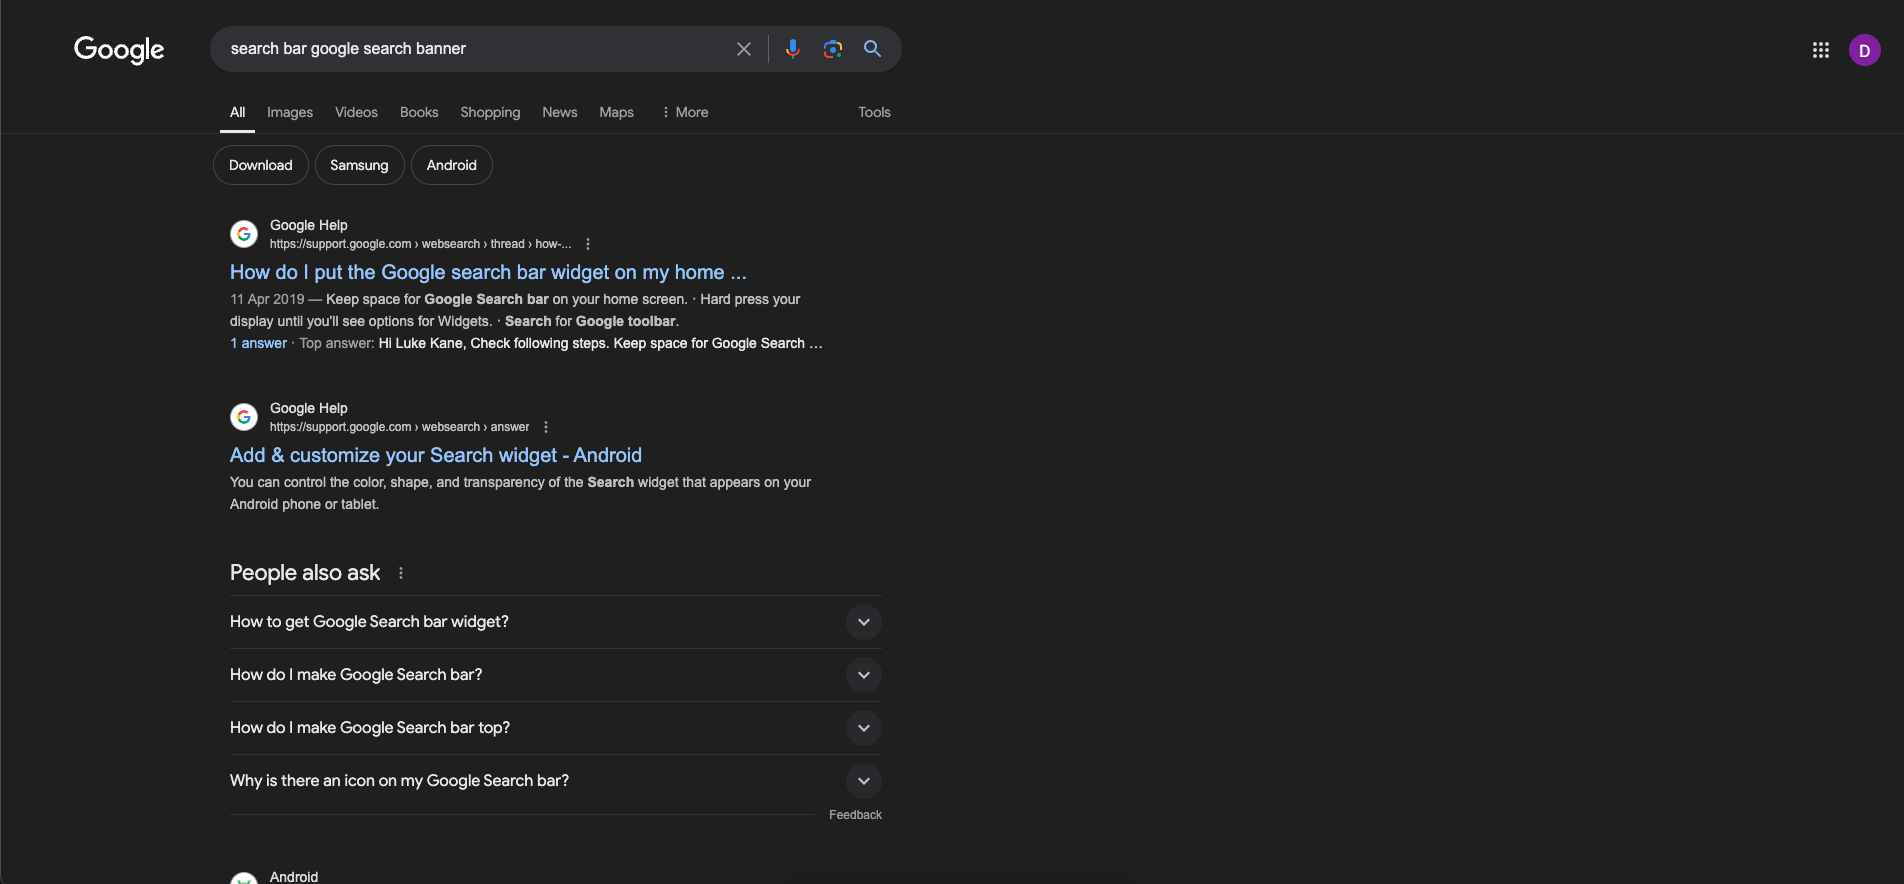 Google
search bar google search banner
D
All
Images
Videos
Books
Shopping
News
Maps
More
Tools
Download
Samsung
Android
Google Help
https://support.google.com › websearch › thread › how-...
How do I put the Google search bar widget on my home ...
11 Apr 2019 — Keep space for Google Search bar on your home screen. · Hard press your
display until you'll see options for Widgets. · Search for Google toolbar.
1 answer · Top answer: Hi Luke Kane, Check following steps. Keep space for Google Search ...
Google Help
https://support.google.com › websearch › answer
Add & customize your Search widget - Android
You can control the color, shape, and transparency of the Search widget that appears on your
Android phone or tablet.
People also ask
How to get Google Search bar widget?
How do I make Google Search bar?
How do I make Google Search bar top?
Why is there an icon on my Google Search bar?
Feedback
Android